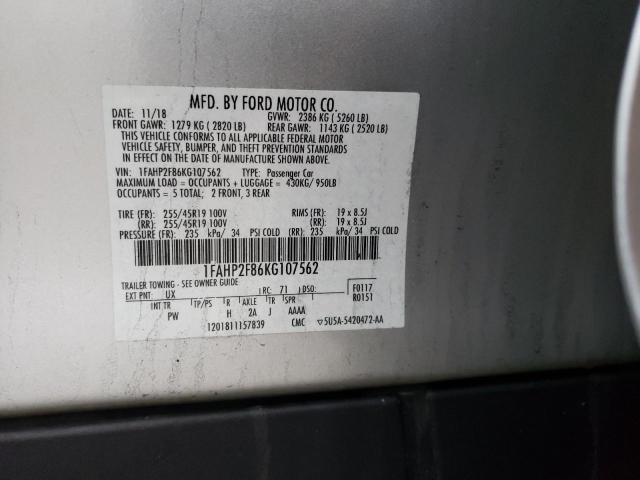 MFD. BY FORD MOTOR CO.
DATE: 11/18 GVWR: 2386 KG ( 5260 LB)
FRONT GAWR: 1279 KG ( 2820 LB) REAR GAWR: 1143 KG ( 2520 LB)
THIS VEHICLE CONFORMS TO ALL APPLICABLE FEDERAL MOTOR
VEHICLE SAFETY, BUMPER, AND THEFT PREVENTION STANDARDS
IN EFFECT ON THE DATE OF MANUFACTURE SHOWN ABOVE.
VIN: 1FAHP2F86KG107562 TYPE: Passenger Car
MAXIMUM LOAD = OCCUPANTS + LUGGAGE = 430KG/ 950LB
OCCUPANTS = 5 TOTAL; 2 FRONT, 3 REAR
TIRE (FR): 255/45R19 100V RIMS (FR): 19 x 8.5J
(RR): 255/45R19 100V (RR): 19 x 8.5J
PRESSURE (FR): 235 kPa/ 34 PSI COLD (RR): 235 kPa/ 34 PSI COLD
1FAHP2F86KG107562
TRAILER TOWING - SEE OWNER GUIDE
EXT PNT: UX RC: 71 DSO: F0117
INT TR TP/PS R AXLE TR SPR R0151
PW H 2A J AAAA
1201811157839 CMC ▽5U5A-5420472-AA